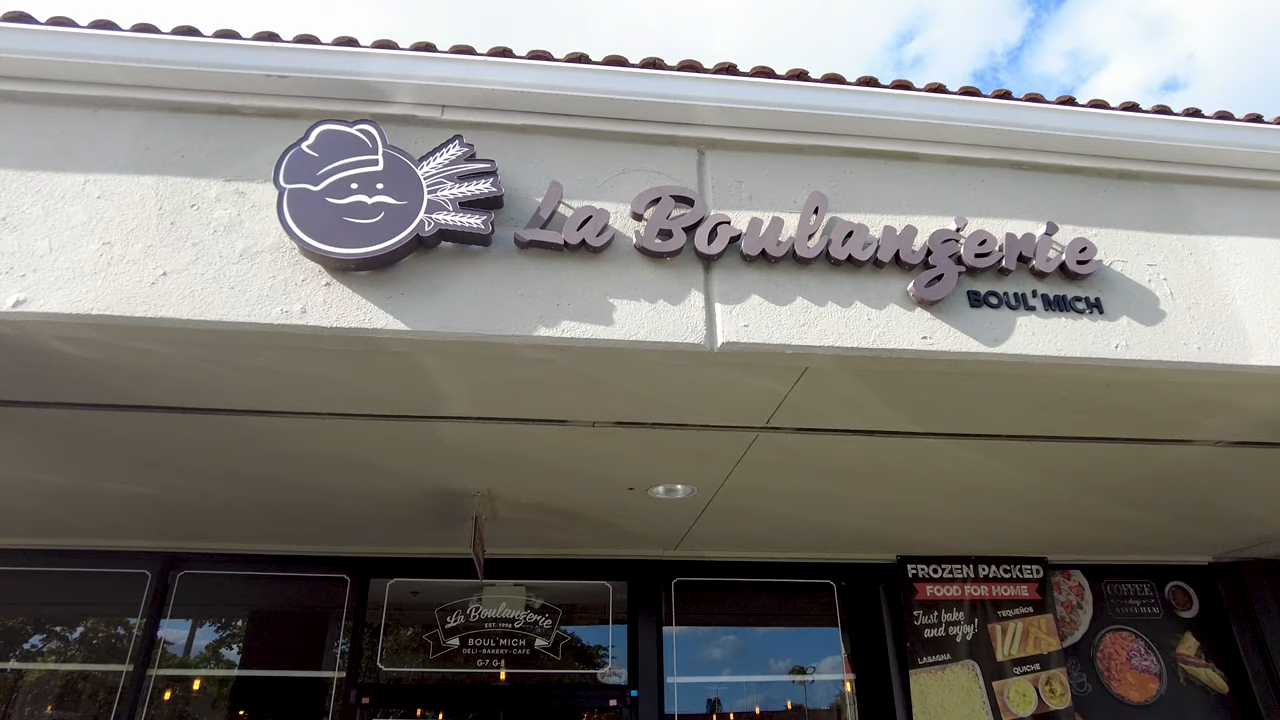 La Boulangerie
BOUL'MICH
La Boulangerie
EST. 1998
BOUL'MICH
DELI-BAKERY-CAFE
G-7 G-8
FROZEN PACKED
FOOD FOR HOME
Just bake
and enjoy!
TEQUEÑOS
LABAGNA
QUICHE
COFFEE